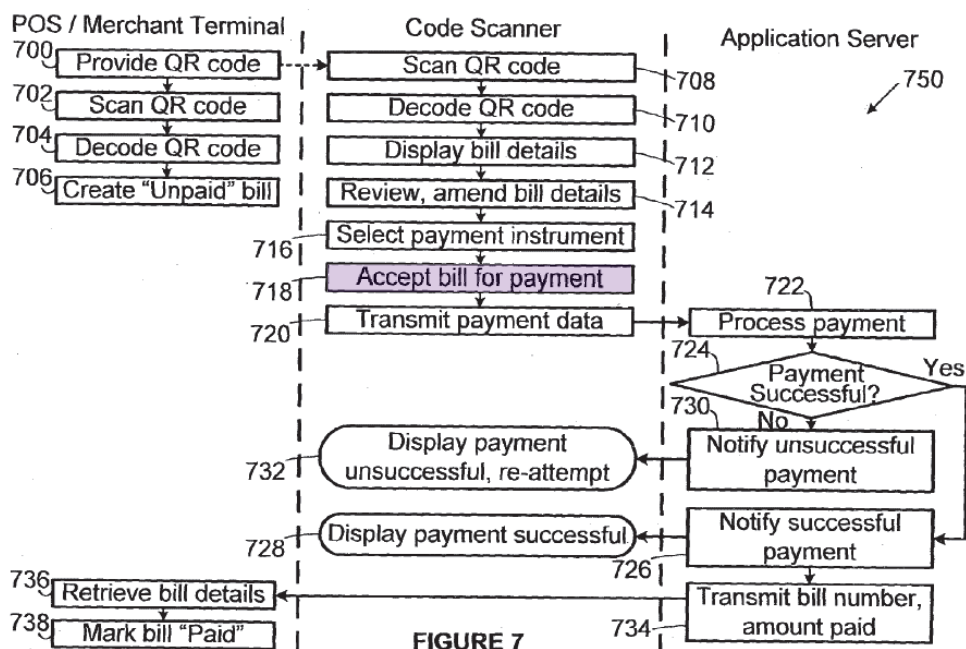 POS / Merchant Terminal
Code Scanner
Application Server
700
Provide QR code
Scan QR code
708
750
702
Scan QR code
Decode QR code
710
704
Decode QR code
Display bill details
712
706
Create “Unpaid” bill
Review, amend bill details
714
716
Select payment instrument
718
Accept bill for payment
722
720
Transmit payment data
Process payment
724
Yes
Payment
Successful?
730
No
Display payment
unsuccessful, re-attempt
732
Notify unsuccessful
payment
Display payment successful
728
Notify successful
payment
726
736
Retrieve bill details
Transmit bill number,
amount paid
734
738
Mark bill “Paid”
FIGURE 7